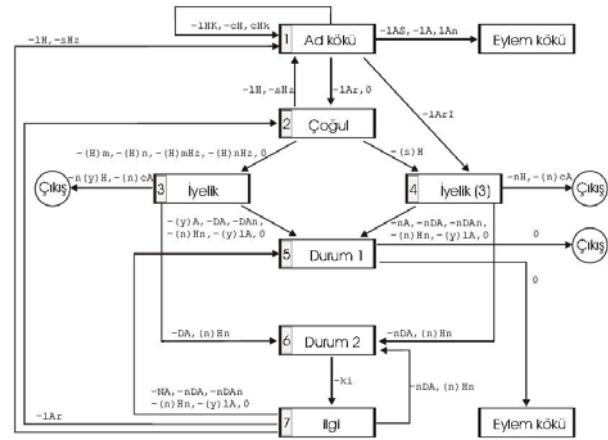 -lHK, -cH, cHk
-lH, -sHz
1 Ad kökü
-lAS, -lA, lAn
Eylem kökü
-lH, -sHz
-lAr, 0
-lArI
2 Çoğul
-(H)m, -(H)n, -(H)mHz, -(H)nHz, 0
-(s)H
Çıkış
-n(y)H, -(n)cA
3 İyelik
4 İyelik (3)
-nH, -(n)cA
Çıkış
-(y)A, -DA, -DAn,
-(n)Hn, -(y)lA, 0
-nA, -nDA, -nDAn,
-(n)Hn, -(y)lA, 0
0
Çıkış
5 Durum 1
0
-DA, (n)Hn
-nDA, (n)Hn
6 Durum 2
-ki
-nDA, (n)Hn
-NA, -nDA, -nDAn
-(n)Hn, -(y)lA, 0
-lAr
7 İlgi
Eylem kökü